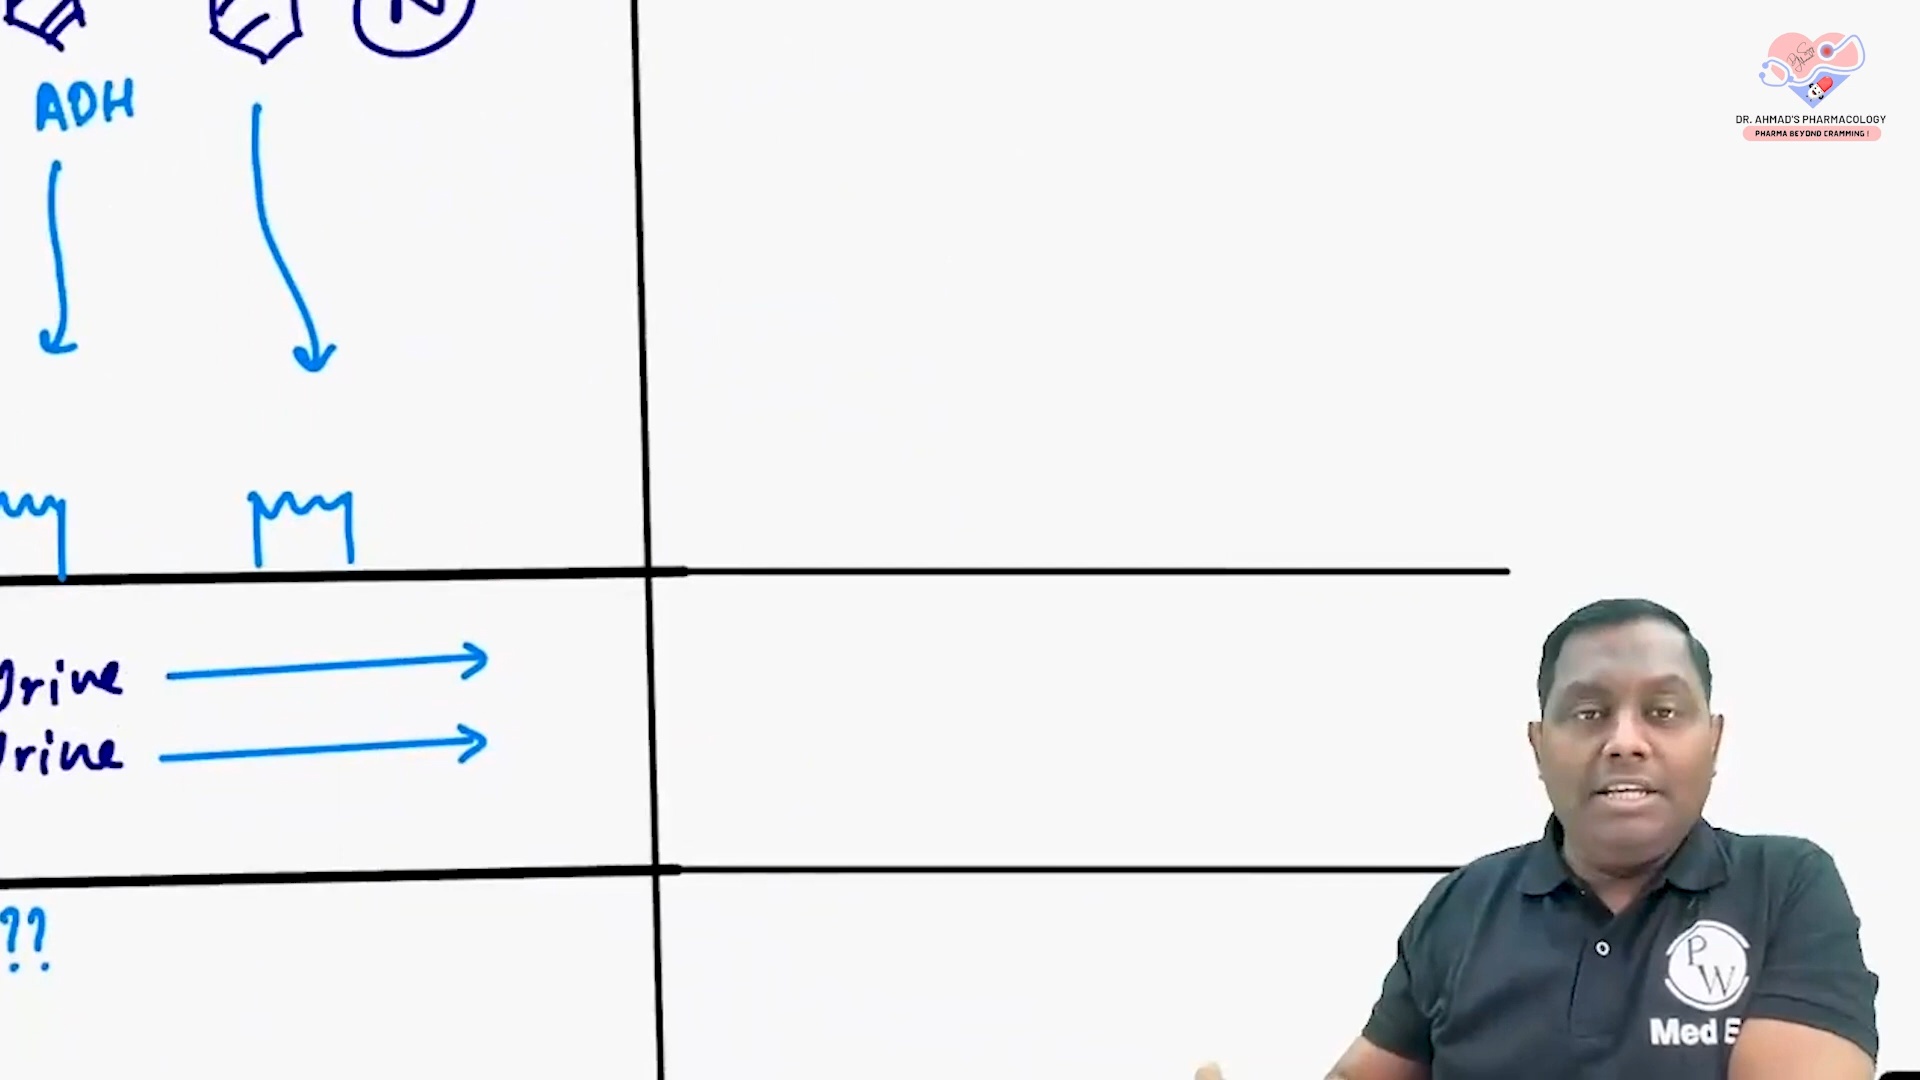 N
ADH
DR. AHMAD'S PHARMACOLOGY
PHARMA BEYOND CRAMMING !
Urine
Urine
??
PW
Med E